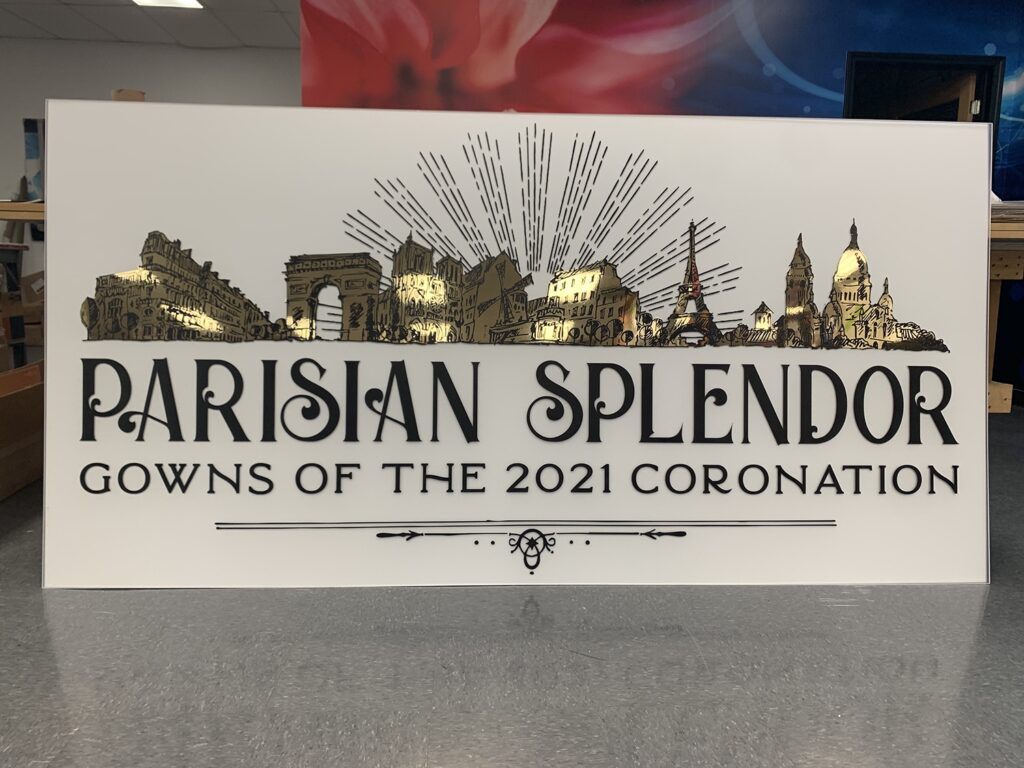 PARISIAN SPLENDOR
GOWNS OF THE 2021 CORONATION